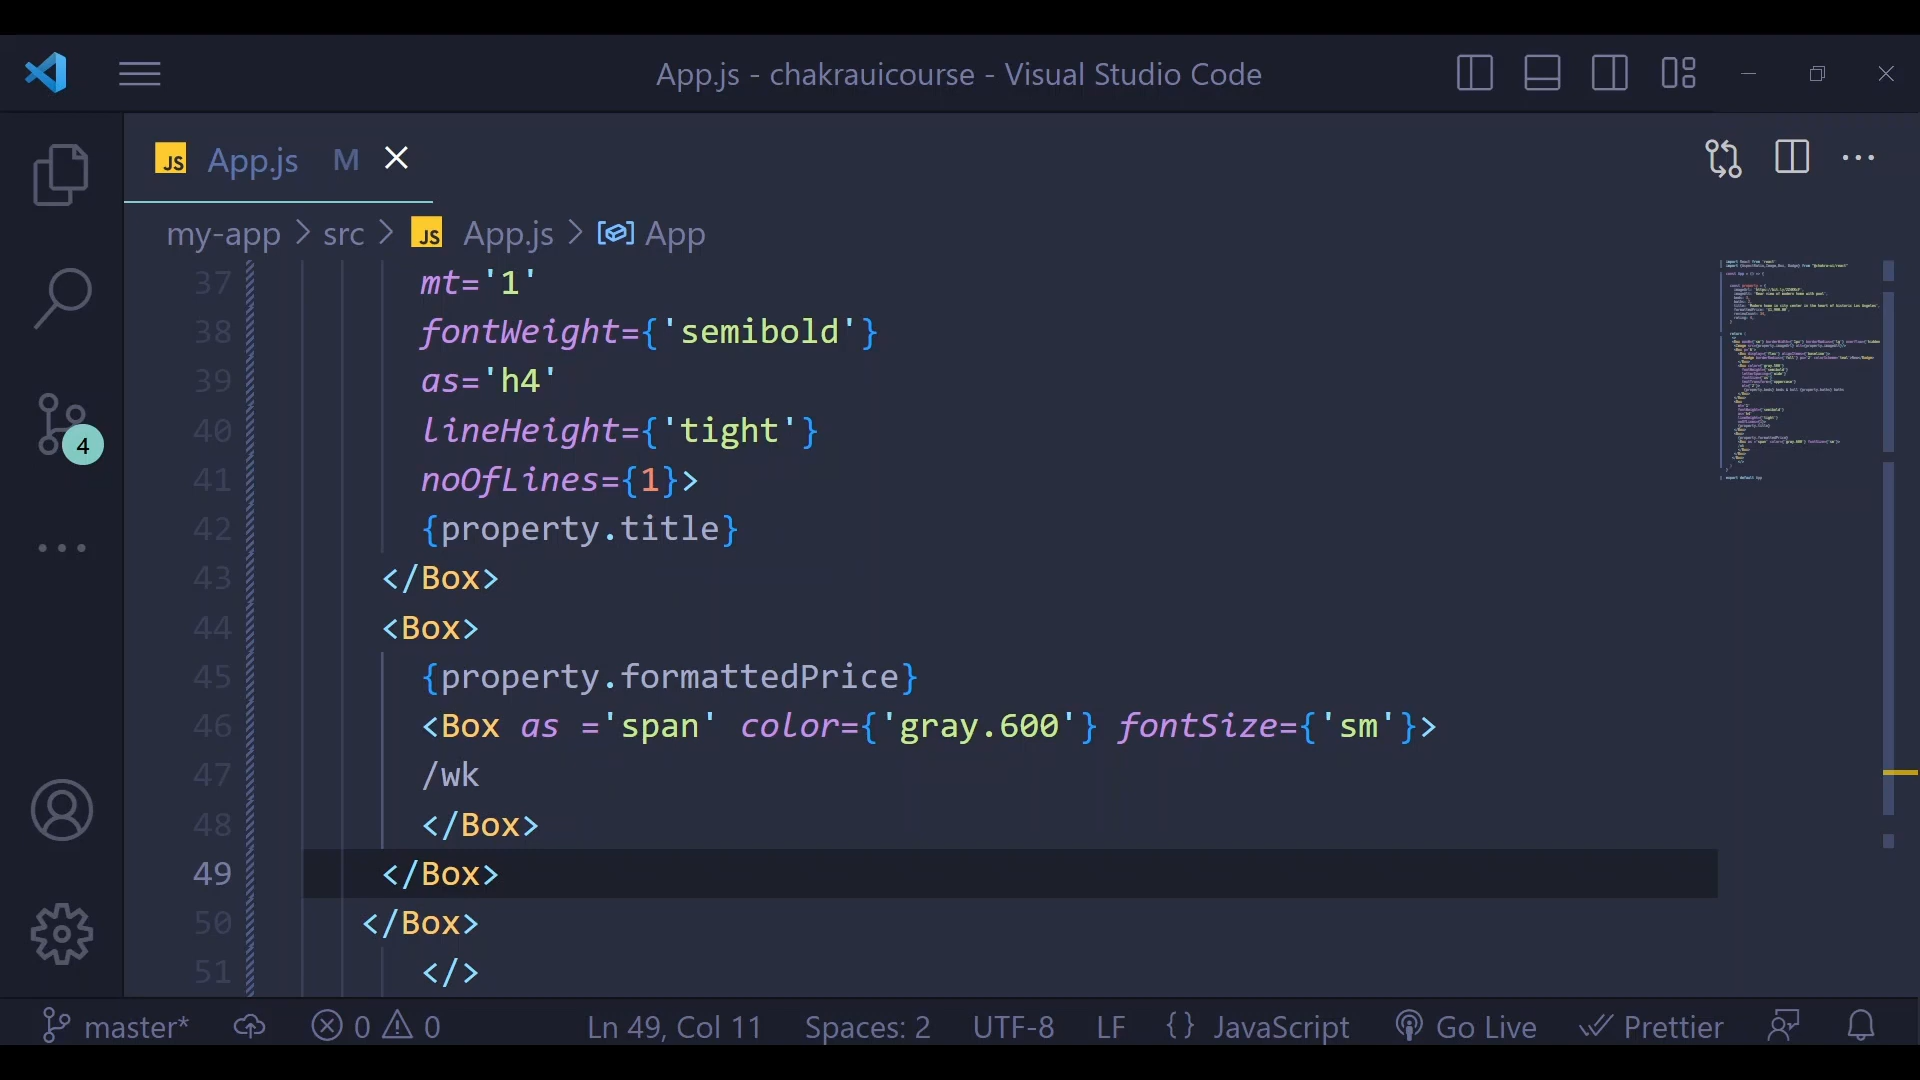 App.js - chakrauicourse - Visual Studio Code
JS App.js M
my-app > src > JS App.js > App
37 mt='1'
38 fontWeight={'semibold'}
39 as='h4'
40 lineHeight={'tight'}
41 noOfLines={1}>
42 {property.title}
43 </Box>
44 <Box>
45 {property.formattedPrice}
46 <Box as ='span' color={'gray.600'} fontSize={'sm'}>
47 /wk
48 </Box>
49 </Box>
50 </Box>
51 </>
4
master* 0 0 Ln 49, Col 11 Spaces: 2 UTF-8 LF {} JavaScript Go Live Prettier